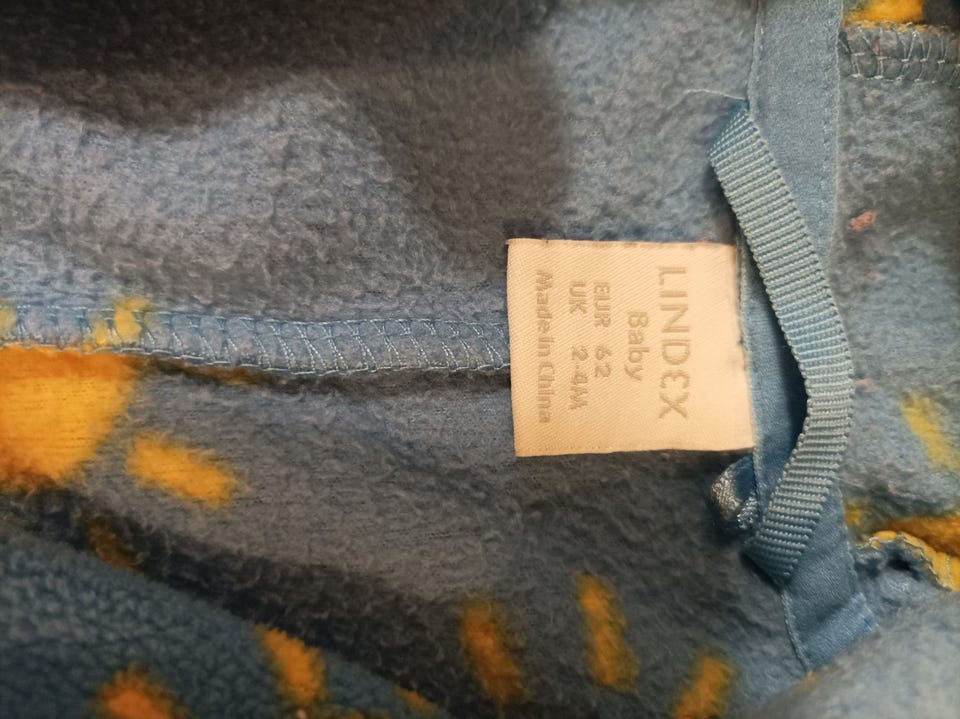 LINDEX
Baby
EUR 62
UK 2-4M
Made in China